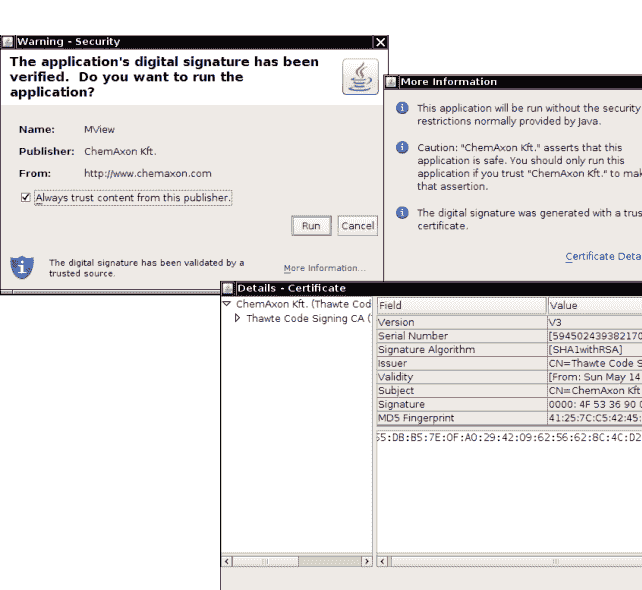 Warning - Security
The application's digital signature has been
verified. Do you want to run the
application?
Name: MView
Publisher: ChemAxon Kft.
From: http://www.chemaxon.com
Always trust content from this publisher.
Run Cancel
The digital signature has been validated by a
trusted source.
More Information...
More Information
This application will be run without the security
restrictions normally provided by Java.
Caution: "ChemAxon Kft." asserts that this
application is safe. You should only run this
application if you trust "ChemAxon Kft." to mak
that assertion.
The digital signature was generated with a trus
certificate.
Certificate Deta
Details - Certificate
ChemAxon Kft. (Thawte Cod
Thawte Code Signing CA (
Field Value
Version V3
Serial Number [594502439382170
Signature Algorithm [SHA1withRSA]
Issuer CN=Thawte Code S
Validity [From: Sun May 14
Subject CN=ChemAxon Kft
Signature 0000: 4F 53 36 90
MD5 Fingerprint 41:25:7C:C5:42:45:
55:DB:B5:7E:0F:A0:29:42:09:62:56:62:8C:4C:D2